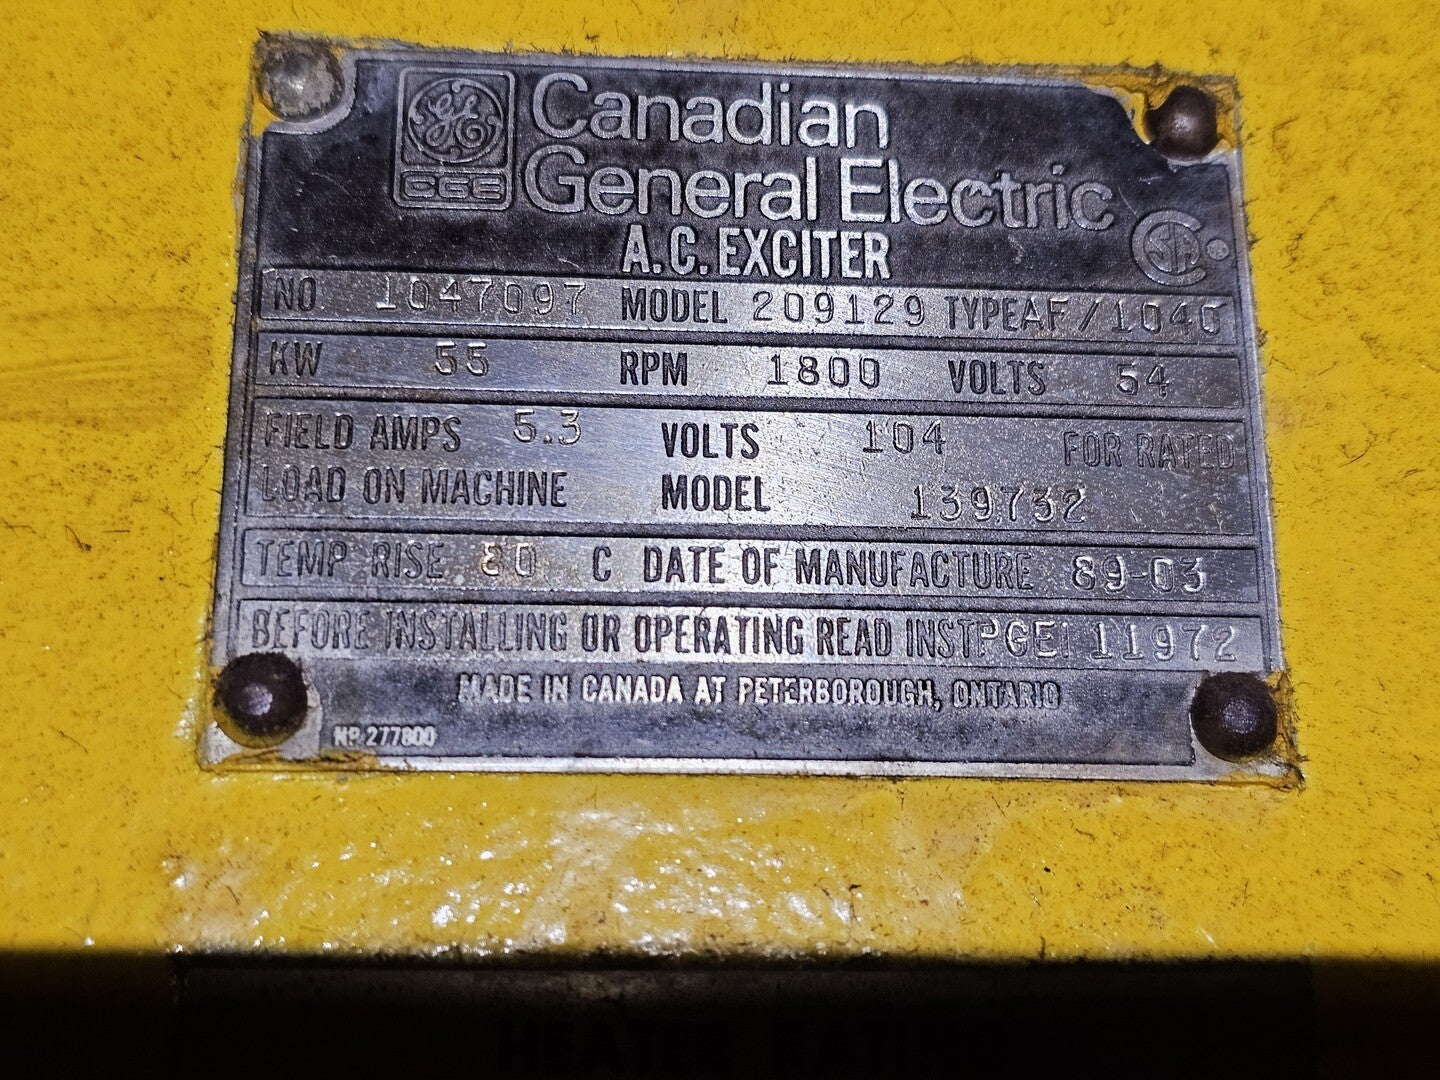 GE
CGE
Canadian
General Electric
A.C. EXCITER
NO 1047097 MODEL 209129 TYPE AF/1040
KW 55 RPM 1800 VOLTS 54
FIELD AMPS 5.3 VOLTS 104 FOR RATED
LOAD ON MACHINE MODEL 139732
TEMP RISE 80 C DATE OF MANUFACTURE 89-03
BEFORE INSTALLING OR OPERATING READ INST PGEI 11972
MADE IN CANADA AT PETERBOROUGH, ONTARIO
NP 277800